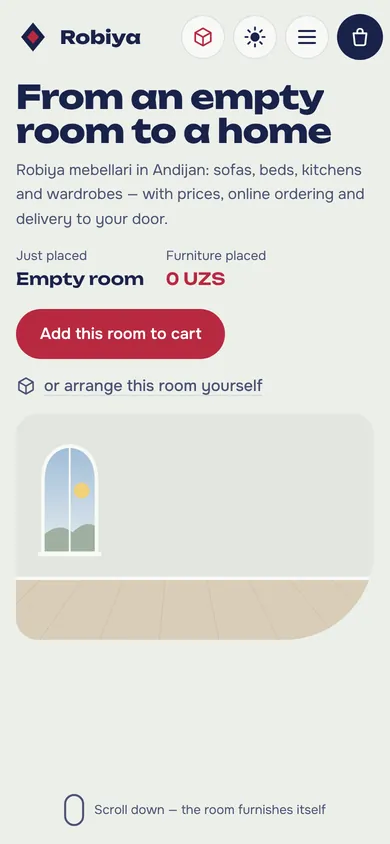 Robiya
From an empty
room to a home
Robiya mebellari in Andijan: sofas, beds, kitchens
and wardrobes — with prices, online ordering and
delivery to your door.
Just placed
Empty room
Furniture placed
0 UZS
Add this room to cart
or arrange this room yourself
Scroll down — the room furnishes itself